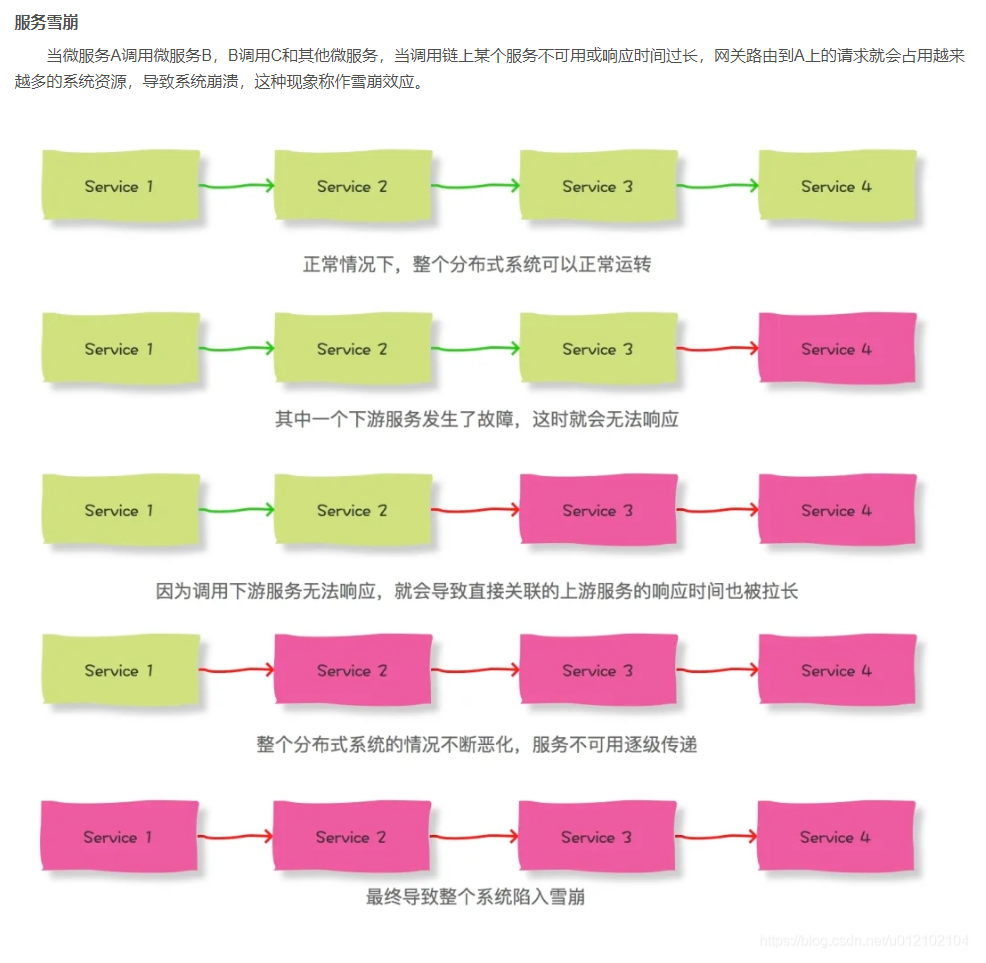 服务雪崩
当微服务A调用微服务B，B调用C和其他微服务，当调用链上某个服务不可用或响应时间过长，网关路由到A上的请求就会占用越来
越多的系统资源，导致系统崩溃，这种现象称作雪崩效应。
Service 1 Service 2 Service 3 Service 4
正常情况下，整个分布式系统可以正常运转
Service 1 Service 2 Service 3 Service 4
其中一个下游服务发生了故障，这时就会无法响应
Service 1 Service 2 Service 3 Service 4
因为调用下游服务无法响应，就会导致直接关联的上游服务的响应时间也被拉长
Service 1 Service 2 Service 3 Service 4
整个分布式系统的情况不断恶化，服务不可用逐级传递
Service 1 Service 2 Service 3 Service 4
最终导致整个系统陷入雪崩
https://blog.csdn.net/u012102104